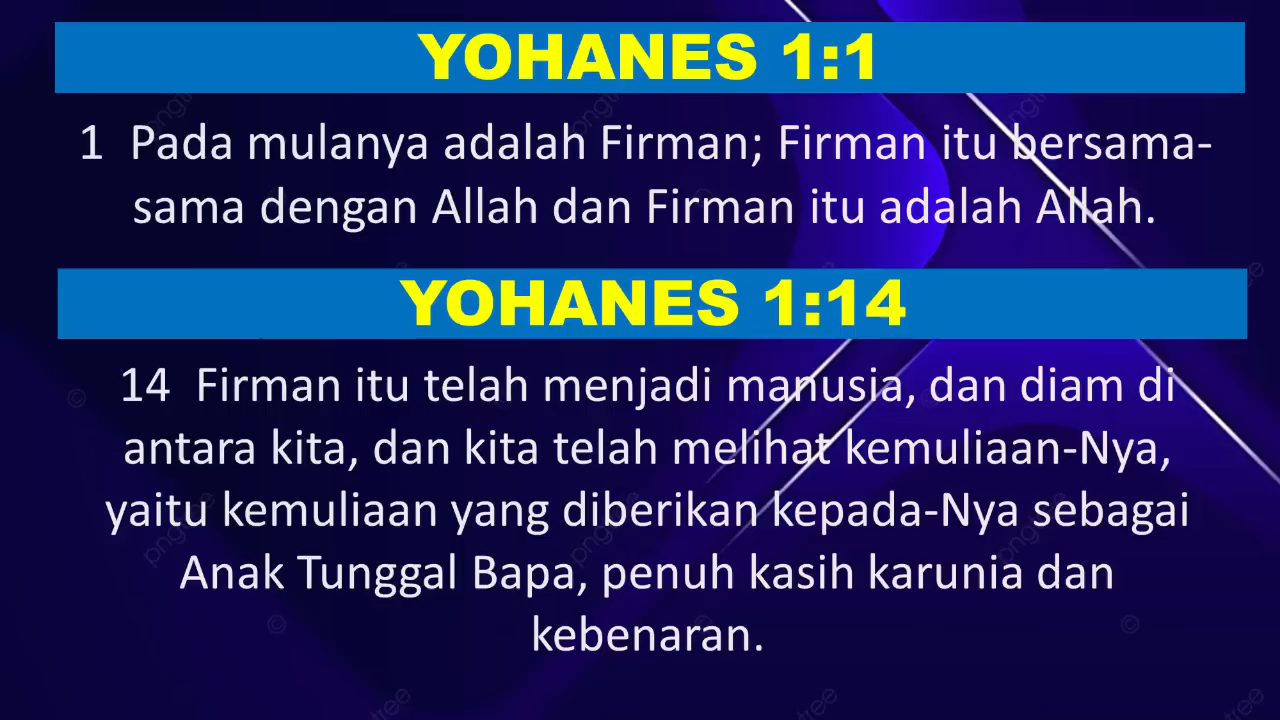 YOHANES 1:1
1 Pada mulanya adalah Firman; Firman itu bersama-
sama dengan Allah dan Firman itu adalah Allah.
YOHANES 1:14
14 Firman itu telah menjadi manusia, dan diam di
antara kita, dan kita telah melihat kemuliaan-Nya,
yaitu kemuliaan yang diberikan kepada-Nya sebagai
Anak Tunggal Bapa, penuh kasih karunia dan
kebenaran.